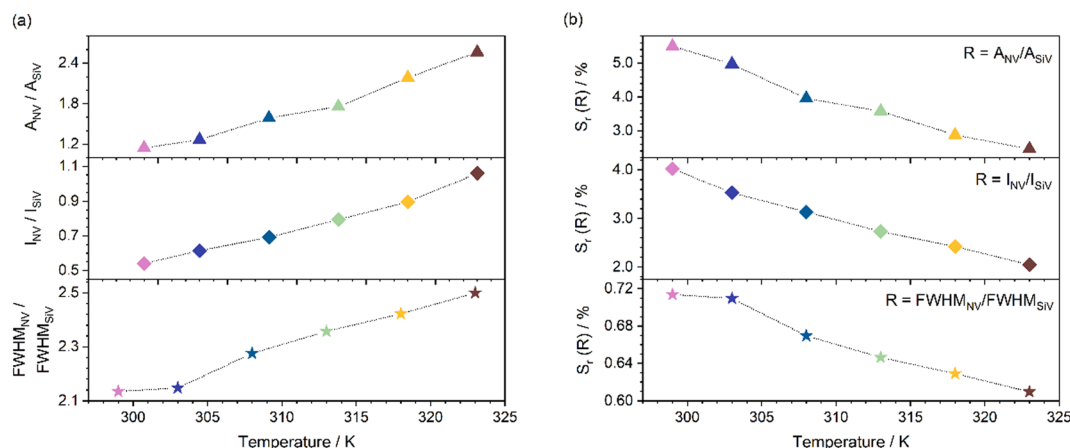 (a)
A_NV / A_SiV
2.4
1.8
1.2
I_NV / I_SiV
1.1
0.9
0.7
0.5
FWHM_NV /
FWHM_SiV
2.5
2.3
2.1
300
305
310
315
320
325
Temperature / K
(b)
S_r (R) / %
5.0
4.0
3.0
R = A_NV/A_SiV
S_r (R) / %
4.0
3.0
2.0
R = I_NV/I_SiV
S_r (R) / %
0.72
0.68
0.64
0.60
R = FWHM_NV/FWHM_SiV
300
305
310
315
320
325
Temperature / K